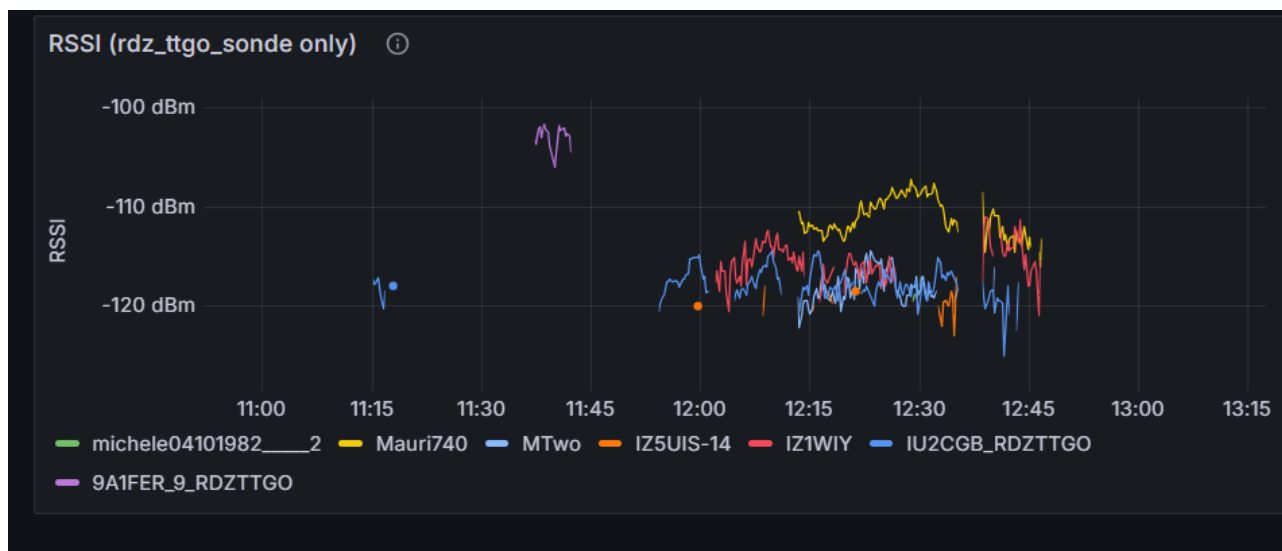 RSSI (rdz_ttgo_sonde only)
-100 dBm
-110 dBm
-120 dBm
RSSI
11:00 11:15 11:30 11:45 12:00 12:15 12:30 12:45 13:00 13:15
michele04101982_____2 Mauri740 MTwo IZ5UIS-14 IZ1WIY IU2CGB_RDZTTGO
9A1FER_9_RDZTTGO